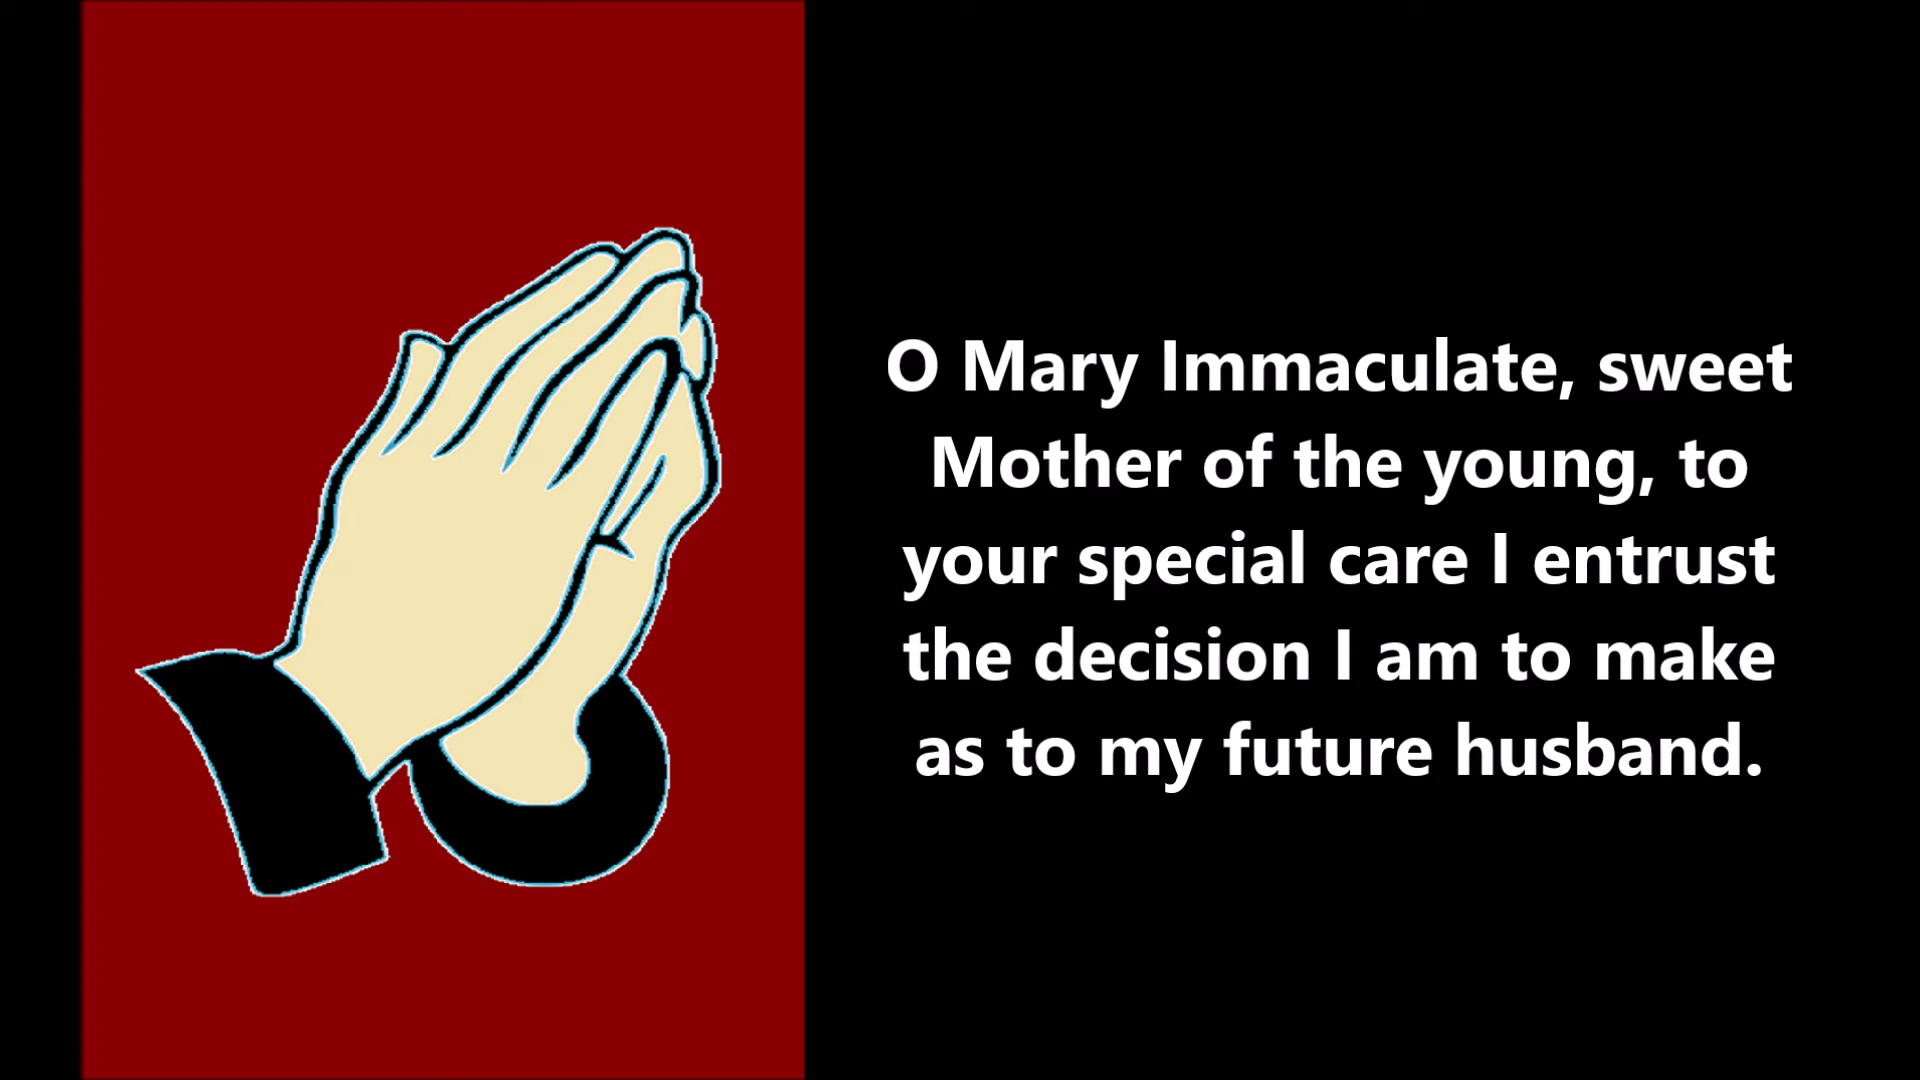 O Mary Immaculate, sweet
Mother of the young, to
your special care I entrust
the decision I am to make
as to my future husband.